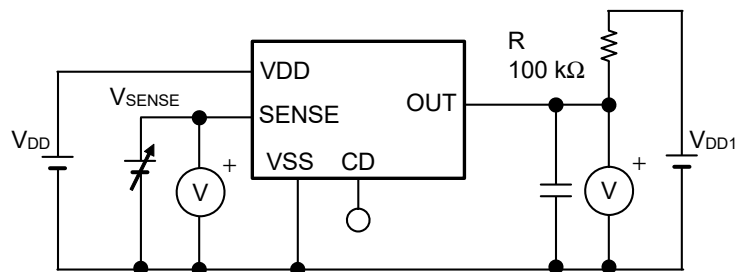 R
100 kΩ
VDD
VSENSE
SENSE
OUT
VDD
+
VSS
CD
+
V
V
VDD1